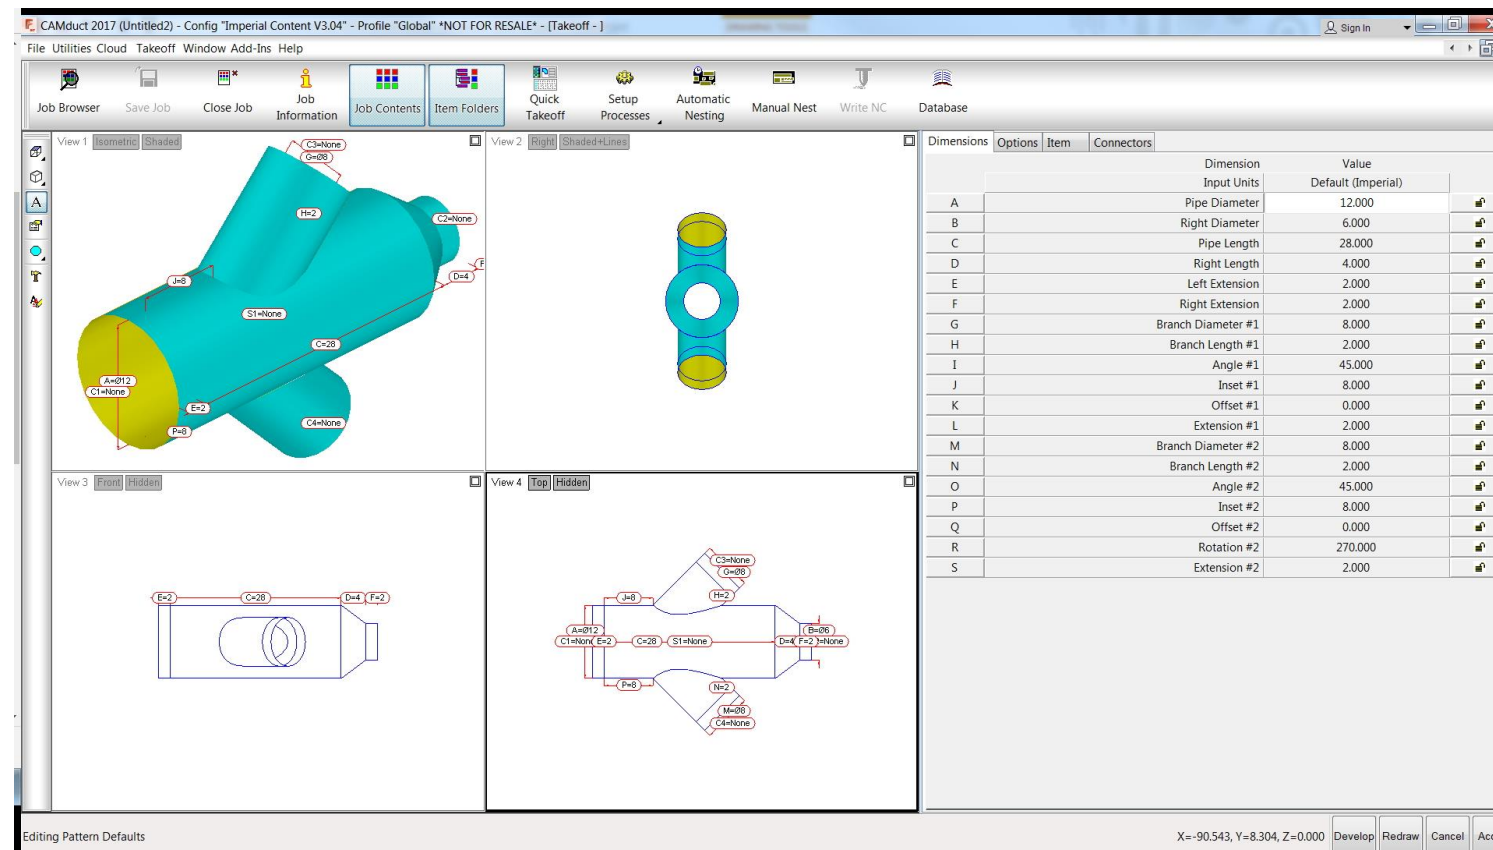 CAMduct 2017 (Untitled2) - Config "Imperial Content V3.04" - Profile "Global" *NOT FOR RESALE* - [Takeoff - ]
Sign In
File Utilities Cloud Takeoff Window Add-Ins Help
Job Browser
Save Job
Close Job
Job Information
Job Contents
Item Folders
Quick Takeoff
Setup Processes
Automatic Nesting
Manual Nest
Write NC
Database
View 1 Isometric Shaded
C3=None
G=Ø8
H=2
C2=None
F
D=4
J=8
S1=None
C=28
A=Ø12
C1=None
E=2
C4=None
P=8
View 2 Right Shaded+Lines
View 3 Front Hidden
E=2
C=28
D=4
F=2
View 4 Top Hidden
C3=None
G=Ø8
J=8
H=2
A=Ø12
B=Ø6
C1=None
E=2
C=28
S1=None
D=4
F=2
=None
P=8
N=2
M=Ø8
C4=None
Dimensions Options Item Connectors
Dimension Value
Input Units Default (Imperial)
A Pipe Diameter 12.000
B Right Diameter 6.000
C Pipe Length 28.000
D Right Length 4.000
E Left Extension 2.000
F Right Extension 2.000
G Branch Diameter #1 8.000
H Branch Length #1 2.000
I Angle #1 45.000
J Inset #1 8.000
K Offset #1 0.000
L Extension #1 2.000
M Branch Diameter #2 8.000
N Branch Length #2 2.000
O Angle #2 45.000
P Inset #2 8.000
Q Offset #2 0.000
R Rotation #2 270.000
S Extension #2 2.000
Editing Pattern Defaults
X=-90.543, Y=8.304, Z=0.000
Develop Redraw Cancel Acc